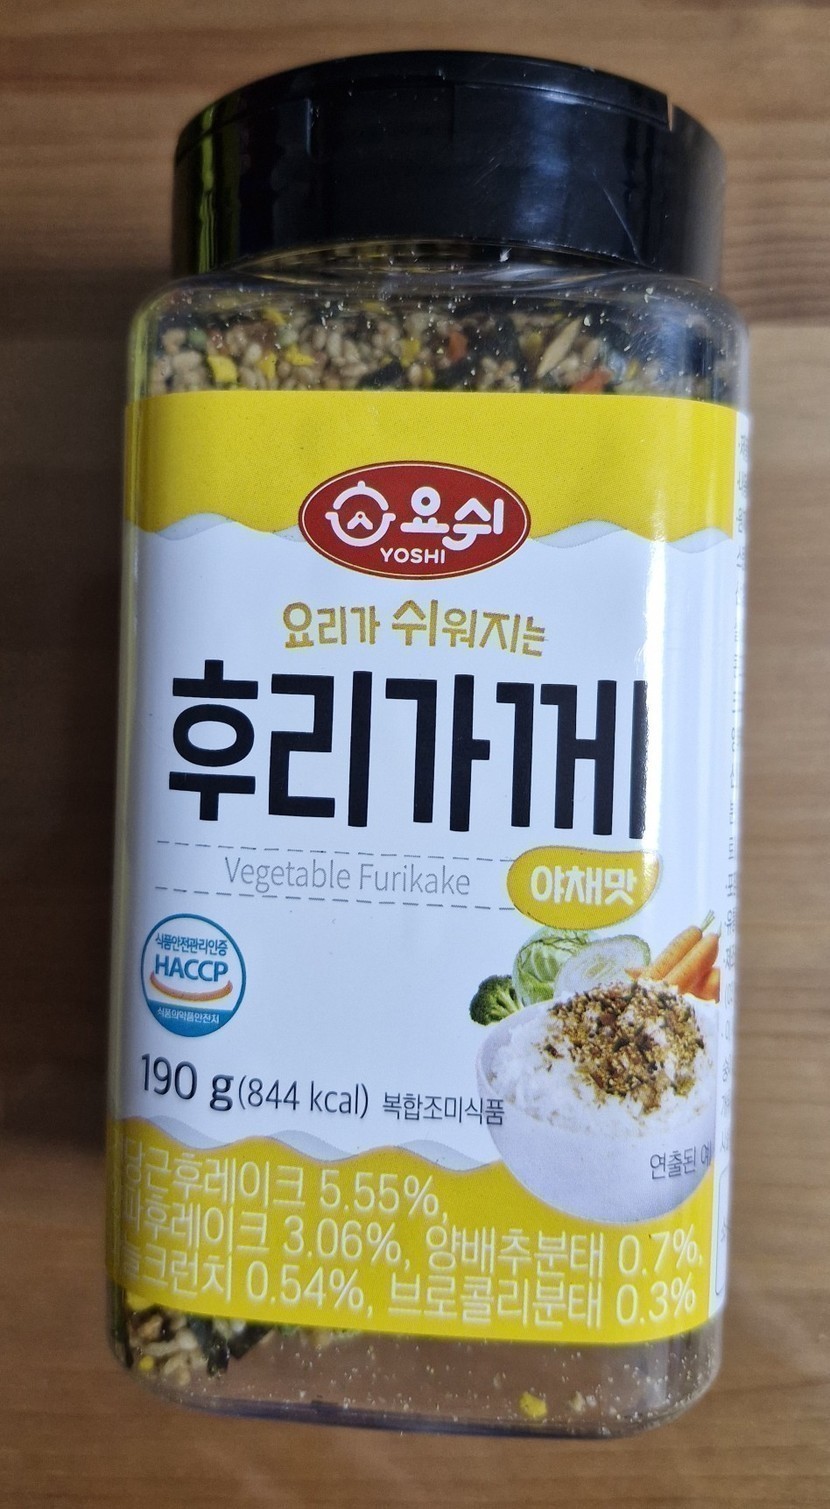 요쉬
YOSHI
요리가 쉬워지는
후리가께
Vegetable Furikake
야채맛
식품안전관리인증
HACCP
식품의약품안전처
190 g(844 kcal) 복합조미식품
연출된
당근후레이크 5.55%,
파후레이크 3.06%, 양배추분태 0.7%,
크런치 0.54%, 브로콜리분태 0.3%